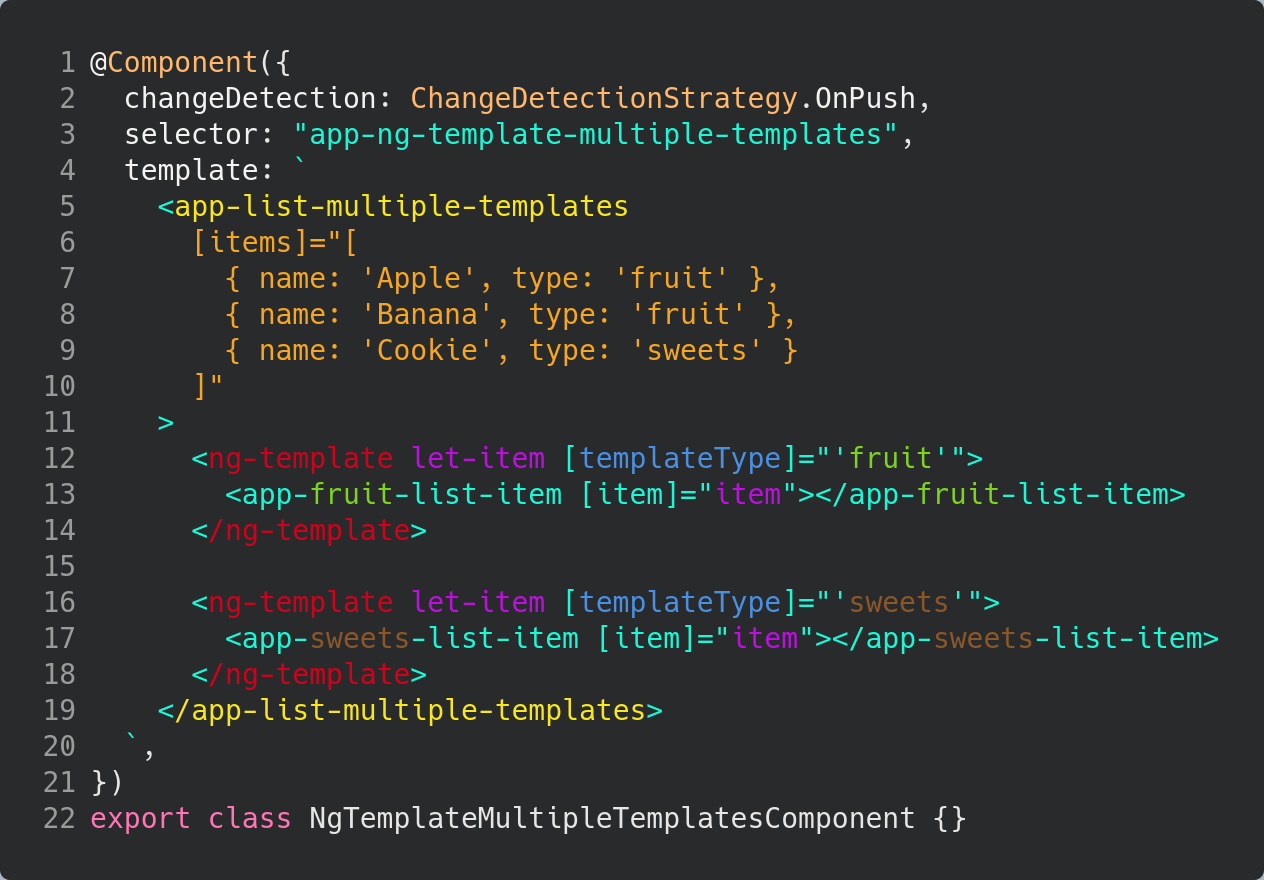 1 @Component({
2   changeDetection: ChangeDetectionStrategy.OnPush,
3   selector: "app-ng-template-multiple-templates",
4   template: `
5     <app-list-multiple-templates
6       [items]="[
7         { name: 'Apple', type: 'fruit' },
8         { name: 'Banana', type: 'fruit' },
9         { name: 'Cookie', type: 'sweets' }
10       ]"
11     >
12       <ng-template let-item [templateType]="'fruit'">
13         <app-fruit-list-item [item]="item"></app-fruit-list-item>
14       </ng-template>
15
16       <ng-template let-item [templateType]="'sweets'">
17         <app-sweets-list-item [item]="item"></app-sweets-list-item>
18       </ng-template>
19     </app-list-multiple-templates>
20   `,
21 })
22 export class NgTemplateMultipleTemplatesComponent {}